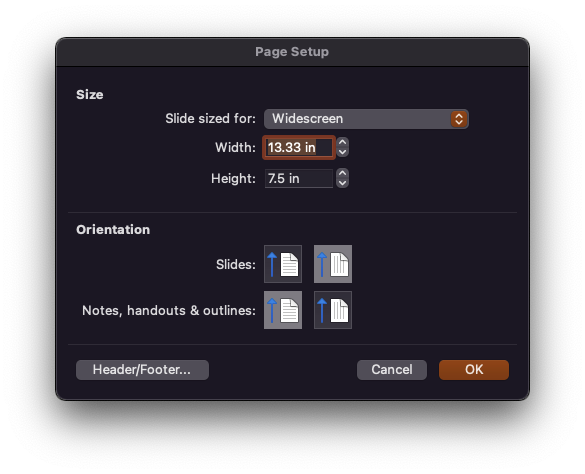 Page Setup
Size
Slide sized for: Widescreen
Width: 13.33 in
Height: 7.5 in
Orientation
Slides:
Notes, handouts & outlines:
Header/Footer... Cancel OK